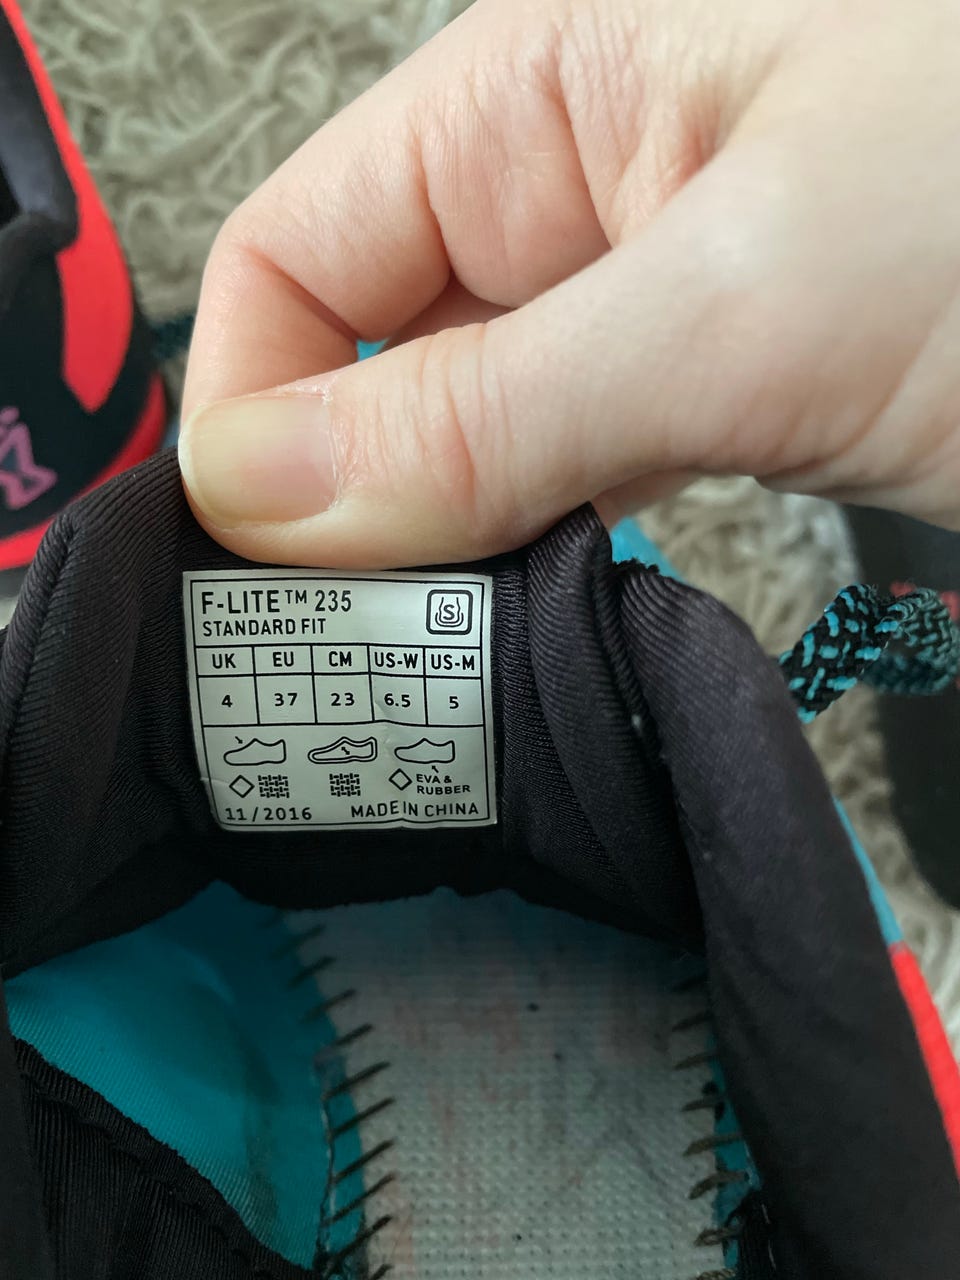 F-LITE™ 235
STANDARD FIT
S
UK EU CM US-W US-M
4 37 23 6.5 5
EVA &
RUBBER
11/2016 MADE IN CHINA